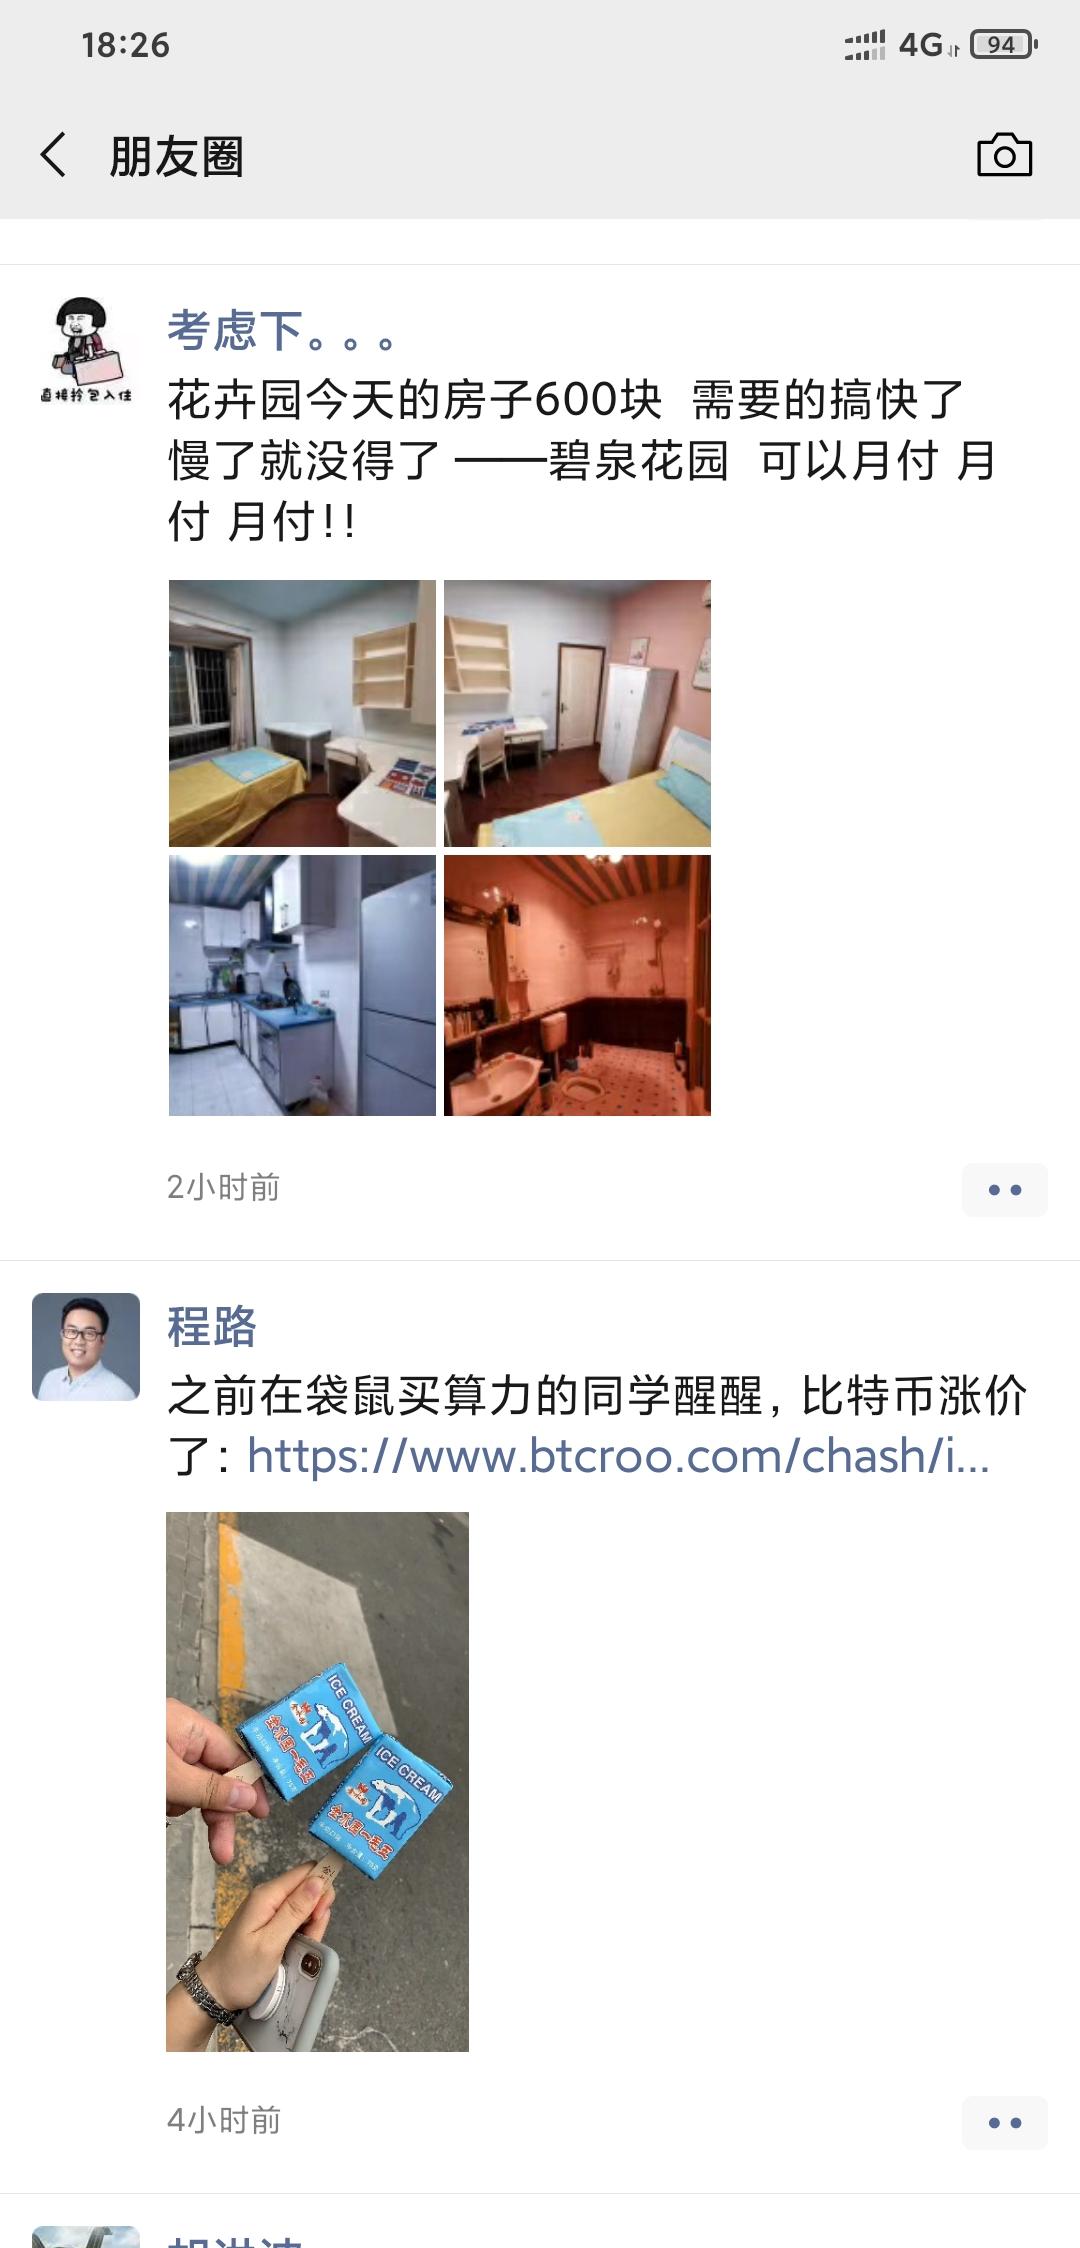 18:26
4G
94
朋友圈
直接拎包入住
考虑下。。。
花卉园今天的房子600块 需要的搞快了
慢了就没得了 ——碧泉花园 可以月付 月
付 月付!!
2小时前
程路
之前在袋鼠买算力的同学醒醒，比特币涨价
了：https://www.btcroo.com/chash/i...
ICE CREAM
ICE CREAM
4小时前